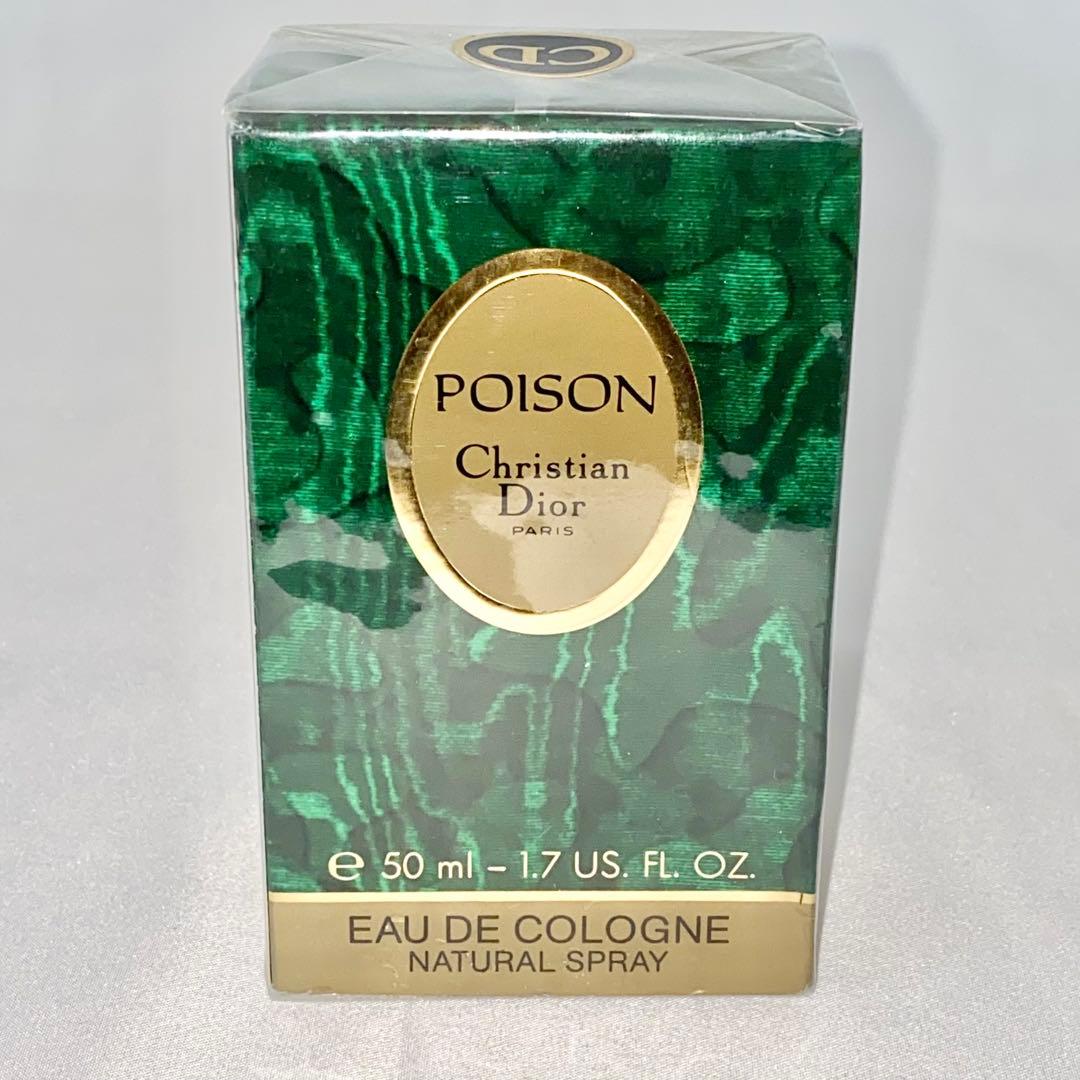 CD
POISON
Christian
Dior
PARIS
e 50 ml – 1.7 US. FL. OZ.
EAU DE COLOGNE
NATURAL SPRAY